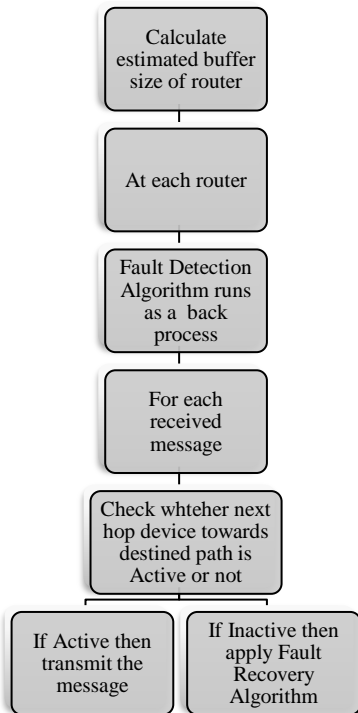 Calculate
estimated buffer
size of router
At each router
Fault Detection
Algorithm runs
as a back
process
For each
received
message
Check whteher next
hop device towards
destined path is
Active or not
If Active then
transmit the
message
If Inactive then
apply Fault
Recovery
Algorithm